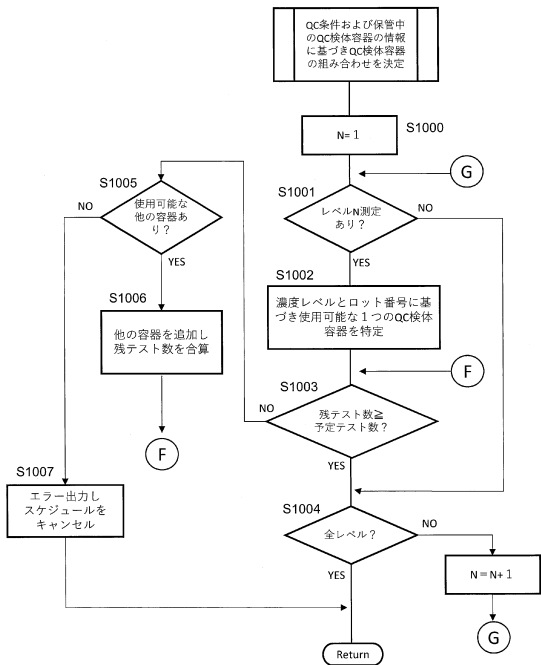 QC条件および保管中
のQC検体容器の情報
に基づきQC検体容器
の組み合わせを決定
N=１
S1000
G
S1001
レベルN測定
あり？
NO
YES
S1005
使用可能な
他の容器あ
り？
NO
YES
S1002
濃度レベルとロット番号に基
づき使用可能な１つのQC検体
容器を特定
S1006
他の容器を追加し
残テスト数を合算
F
F
S1003
残テスト数≧
予定テスト数？
NO
YES
S1007
エラー出力し
スケジュールを
キャンセル
S1004
全レベル？
NO
YES
N＝N+１
G
Return